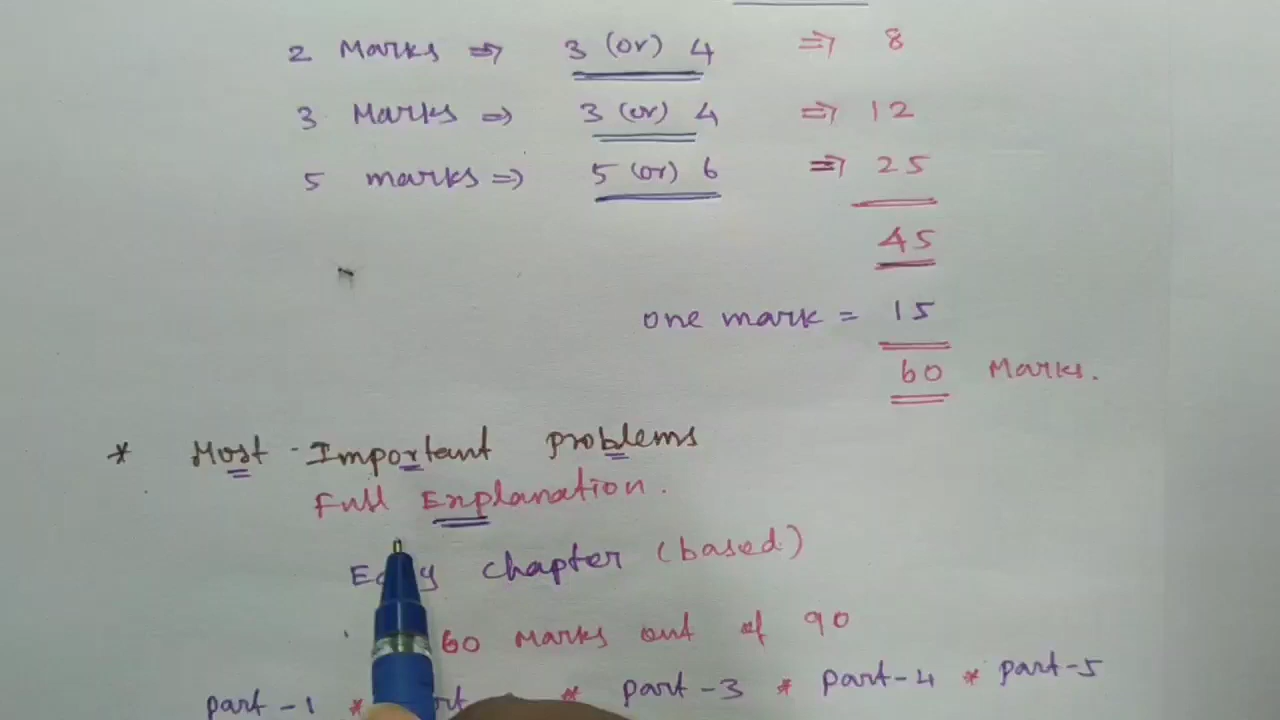 2 Marks ⇒ 3 (or) 4 ⇒ 8
3 Marks ⇒ 3 (or) 4 ⇒ 12
5 marks ⇒ 5 (or) 6 ⇒ 25
45
one mark = 15
60 Marks.
* Most-Important problems
Full Explanation.
chapter (based)
60 Marks out of 90
part-1 * * part-3 * part-4 * part-5